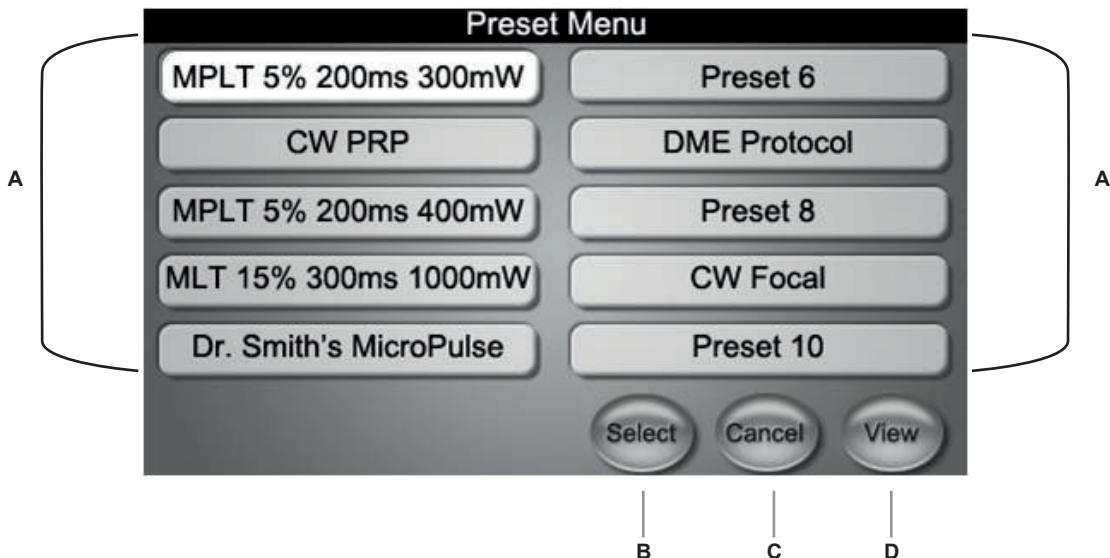 Preset Menu
MPLT 5% 200ms 300mW
Preset 6
CW PRP
DME Protocol
A
A
MPLT 5% 200ms 400mW
Preset 8
MLT 15% 300ms 1000mW
CW Focal
Dr. Smith's MicroPulse
Preset 10
Select
Cancel
View
B
C
D